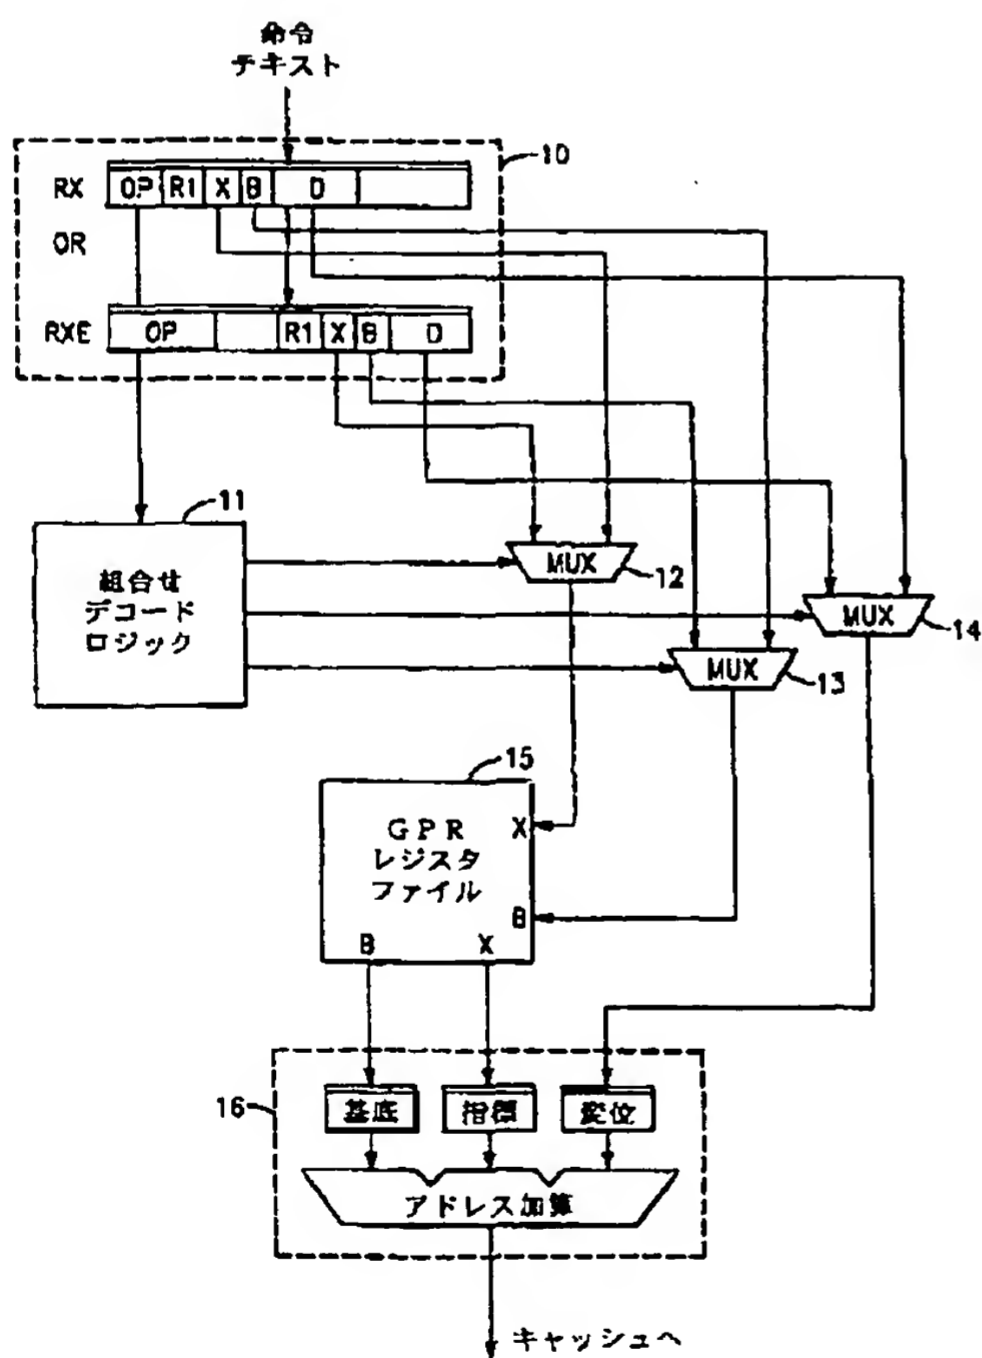 命令
テキスト
10
RX OP R1 X B D
OR
RXE OP R1 X B D
11
組合せ
デコード
ロジック
MUX
12
MUX
14
MUX
13
15
GPR
レジスタ
ファイル
X
B
B X
16
基底 指標 変位
アドレス加算
キャッシュへ